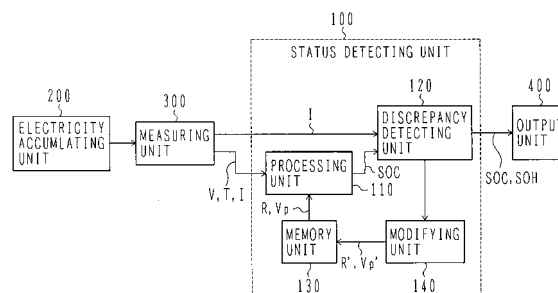 100
STATUS DETECTING UNIT
200
300
120
400
ELECTRICITY
ACCUMLATING
UNIT
MEASURING
UNIT
I
DISCREPANCY
DETECTING
UNIT
OUTPUT
UNIT
PROCESSING
UNIT
SOC
110
V, T, I
SOC, SOH
R, Vp
MEMORY
UNIT
R', Vp'
MODIFYING
UNIT
130
140